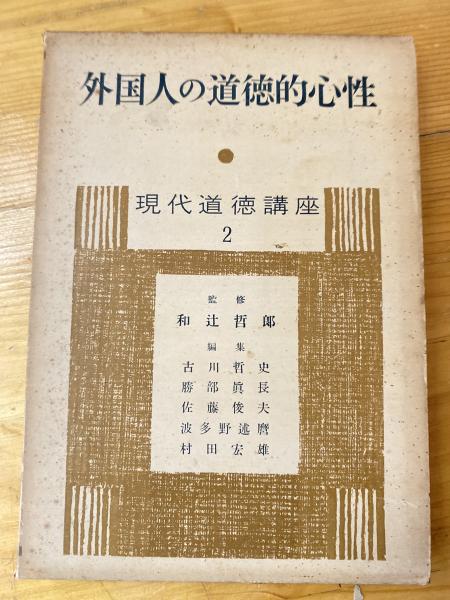 外国人の道徳的心性
現代道徳講座
2
監修
和辻哲郎
編集
古川哲史
勝部眞長
佐藤俊夫
波多野述麿
村田宏雄